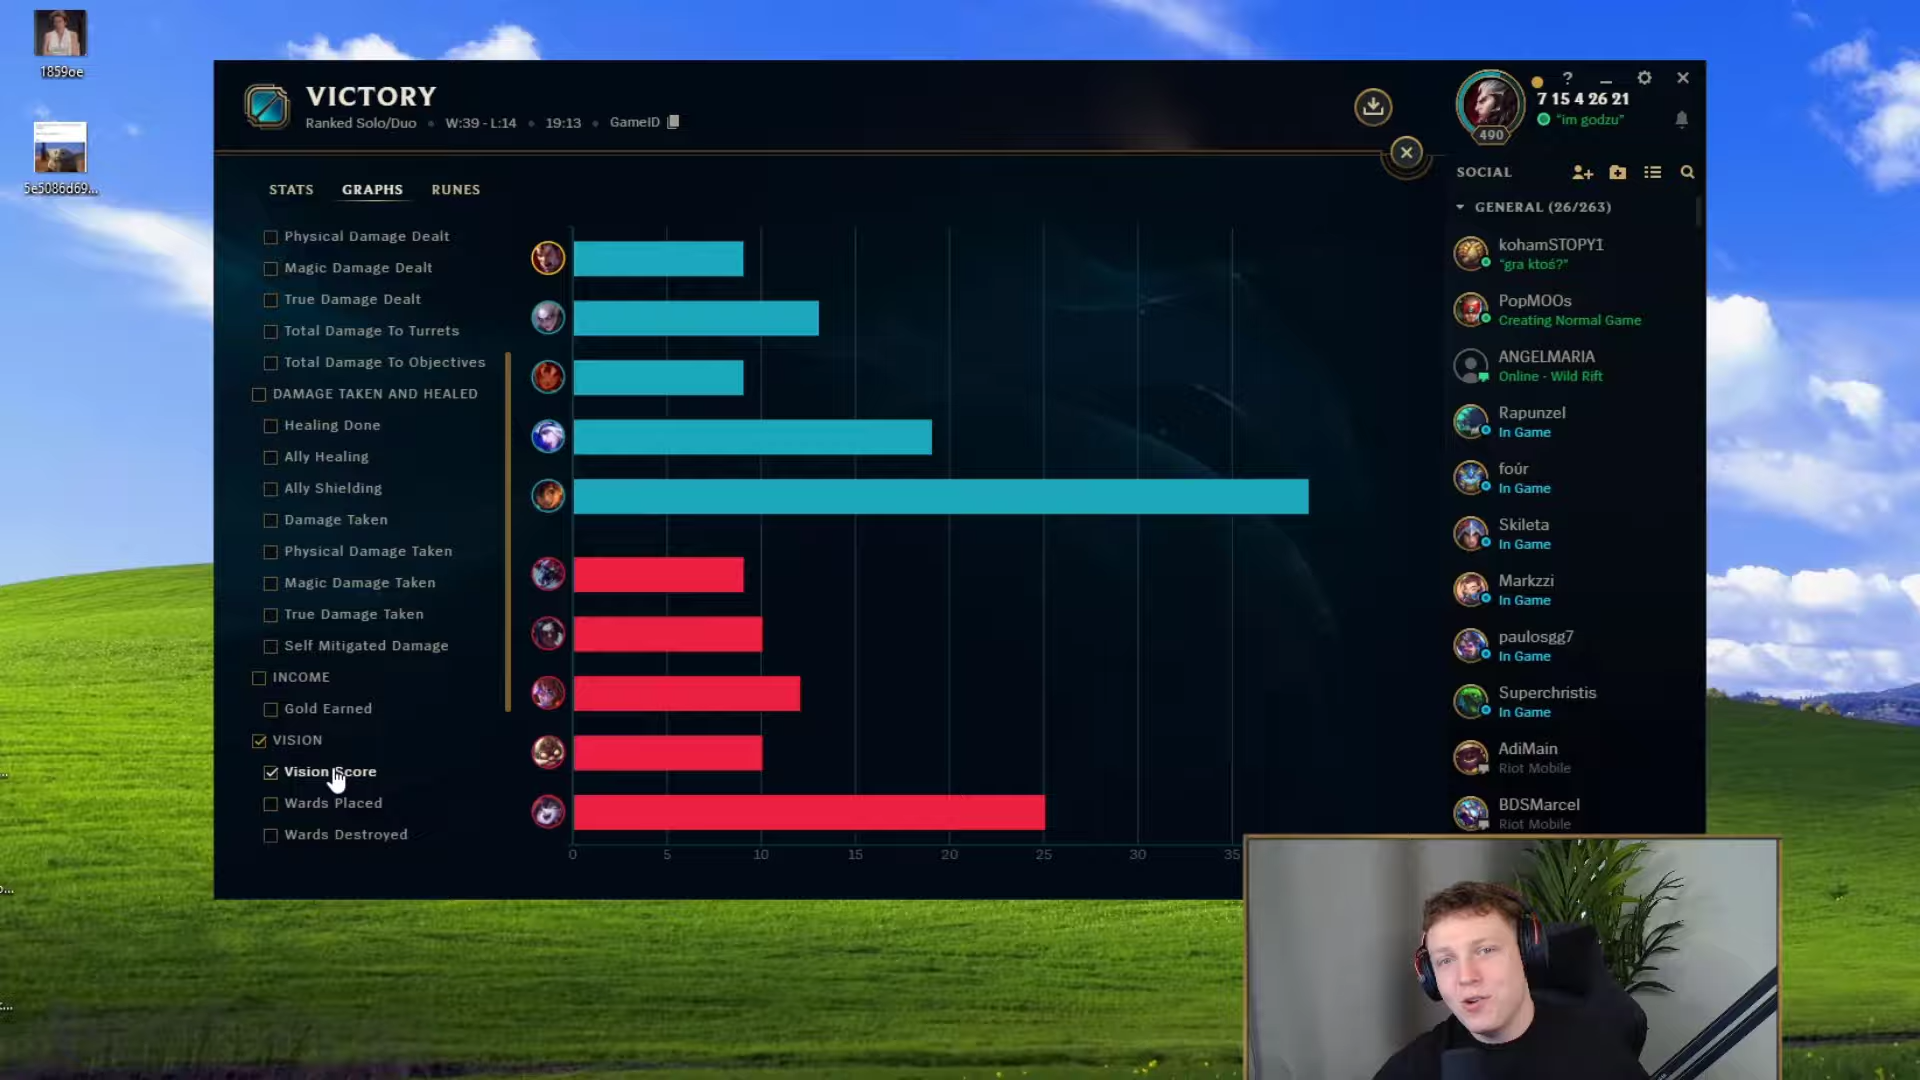 1859oe
5e5086d69...
VICTORY
Ranked Solo/Duo • W:39 - L:14 • 19:13 • GameID
?
7 15 4 26 21
"im godzu"
490
STATS GRAPHS RUNES
SOCIAL
GENERAL (26/263)
Physical Damage Dealt
Magic Damage Dealt
True Damage Dealt
Total Damage To Turrets
Total Damage To Objectives
DAMAGE TAKEN AND HEALED
Healing Done
Ally Healing
Ally Shielding
Damage Taken
Physical Damage Taken
Magic Damage Taken
True Damage Taken
Self Mitigated Damage
INCOME
Gold Earned
VISION
Vision Score
Wards Placed
Wards Destroyed
0 5 10 15 20 25 30 35
kohamSTOPY1
"gra ktoś?"
PopMOOs
Creating Normal Game
ANGELMARIA
Online - Wild Rift
Rapunzel
In Game
foúr
In Game
Skileta
In Game
Markzzi
In Game
paulosgg7
In Game
Superchristis
In Game
AdiMain
Riot Mobile
BDSMarcel
Riot Mobile